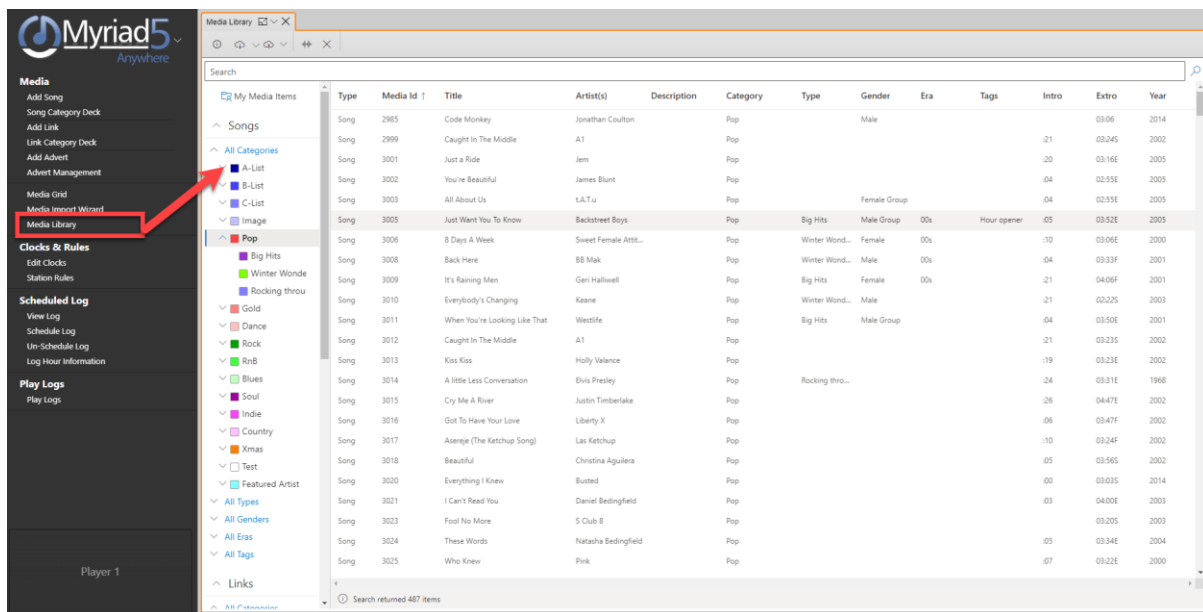 Myriad5
Anywhere
Media
Add Song
Song Category Deck
Add Link
Link Category Deck
Add Advert
Advert Management
Media Grid
Media Import Wizard
Media Library
Clocks & Rules
Edit Clocks
Station Rules
Scheduled Log
View Log
Schedule Log
Un-Schedule Log
Log Hour Information
Play Logs
Play Logs
Player 1
Media Library
Search
My Media Items
Songs
All Categories
A-List
B-List
C-List
Image
Pop
Big Hits
Winter Wonde
Rocking throu
Gold
Dance
Rock
RnB
Blues
Soul
Indie
Country
Xmas
Test
Featured Artist
All Types
All Genders
All Eras
All Tags
Links
All Categories
Type Media Id ↑ Title Artist(s) Description Category Type Gender Era Tags Intro Extro Year
Song 2985 Code Monkey Jonathan Coulton Pop Male 03:06 2014
Song 2999 Caught In The Middle A1 Pop :21 03:24S 2002
Song 3001 Just a Ride Jem Pop :20 03:16E 2005
Song 3002 You're Beautiful James Blunt Pop :04 02:55E 2005
Song 3003 All About Us t.A.T.u Pop Female Group :04 02:55E 2005
Song 3005 Just Want You To Know Backstreet Boys Pop Big Hits Male Group 00s Hour opener :05 03:52E 2005
Song 3006 8 Days A Week Sweet Female Attit... Pop Winter Wond... Female 00s :10 03:06E 2000
Song 3008 Back Here BB Mak Pop Winter Wond... Male 00s :04 03:33F 2001
Song 3009 It's Raining Men Geri Halliwell Pop Big Hits Female 00s :21 04:06F 2001
Song 3010 Everybody's Changing Keane Pop Winter Wond... Male :21 02:22S 2003
Song 3011 When You're Looking Like That Westlife Pop Big Hits Male Group :04 03:50E 2001
Song 3012 Caught In The Middle A1 Pop :21 03:23S 2002
Song 3013 Kiss Kiss Holly Valance Pop :19 03:23E 2002
Song 3014 A little Less Conversation Elvis Presley Pop Rocking thro... :24 03:31E 1968
Song 3015 Cry Me A River Justin Timberlake Pop :26 04:47E 2002
Song 3016 Got To Have Your Love Liberty X Pop :06 03:47F 2002
Song 3017 Asereje (The Ketchup Song) Las Ketchup Pop :10 03:24F 2002
Song 3018 Beautiful Christina Aguilera Pop :05 03:56S 2002
Song 3020 Everything I Knew Busted Pop :00 03:03S 2014
Song 3021 I Can't Read You Daniel Bedingfield Pop :03 04:00E 2003
Song 3023 Fool No More S Club 8 Pop 03:20S 2003
Song 3024 These Words Natasha Bedingfield Pop :05 03:34E 2004
Song 3025 Who Knew Pink Pop :07 03:22E 2000
Search returned 487 items